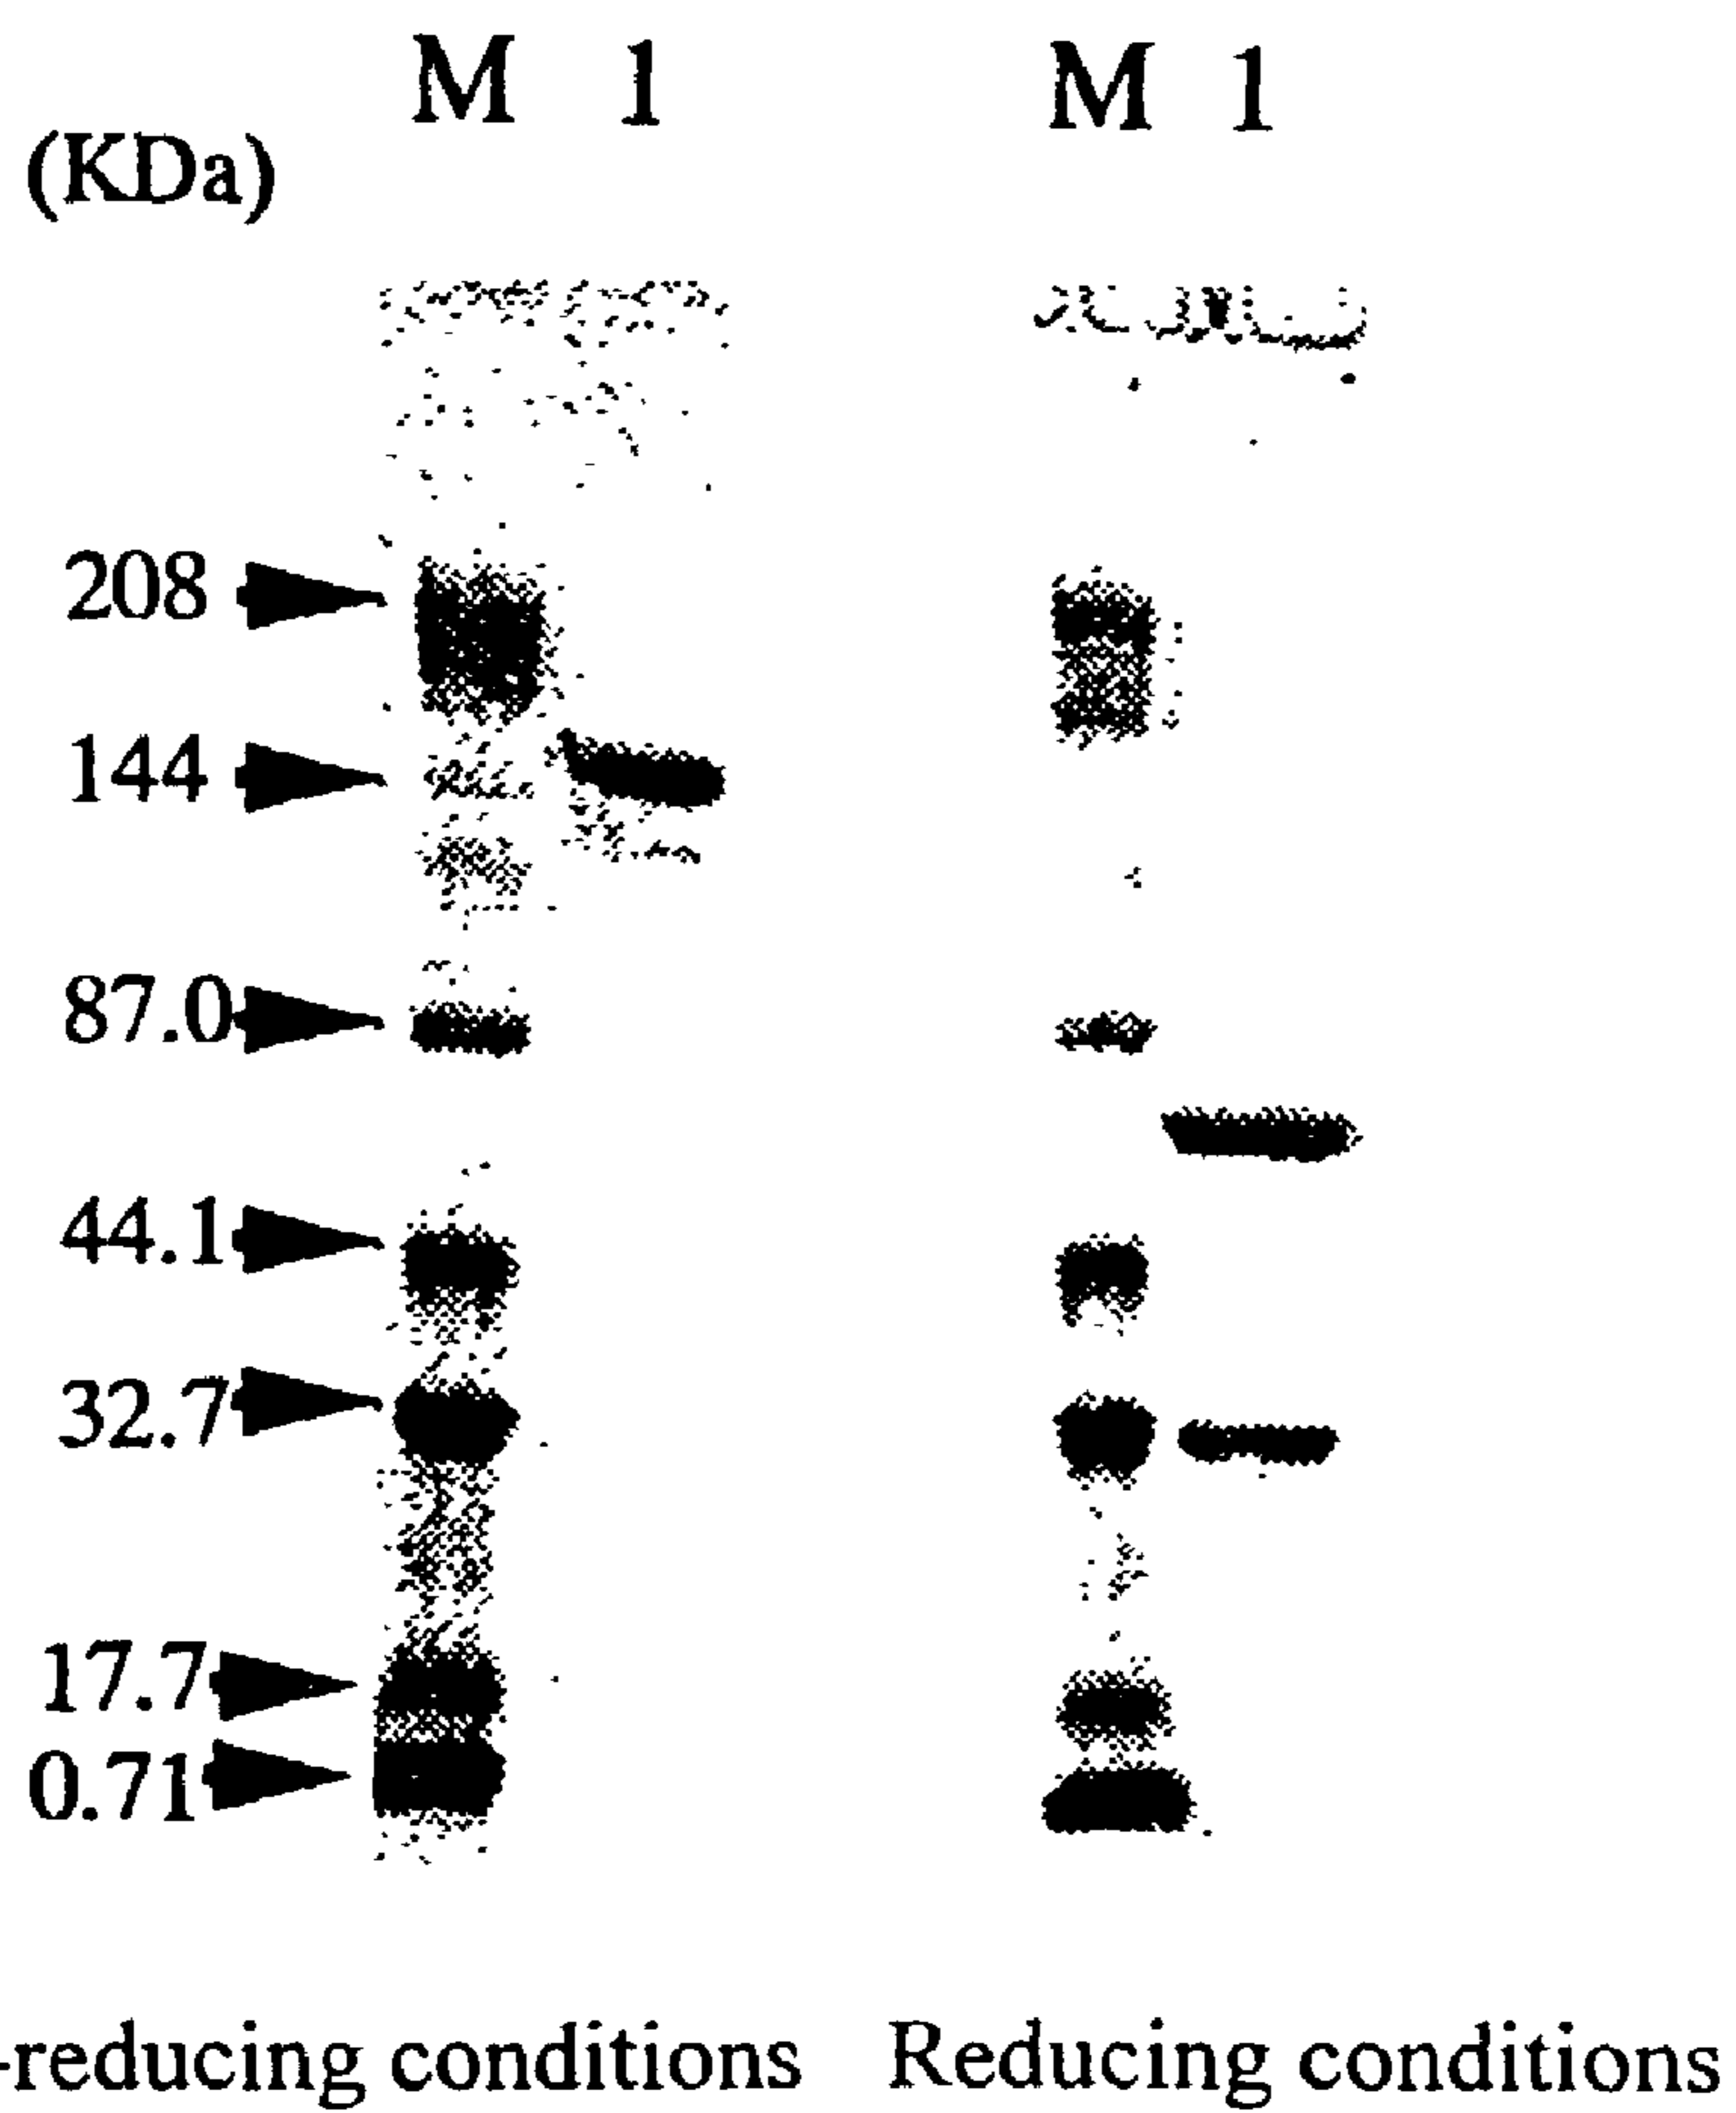 M 1 M 1
(KDa)
208
144
87.0
44.1
32.7
17.7
0.71
-reducing conditions Reducing conditions